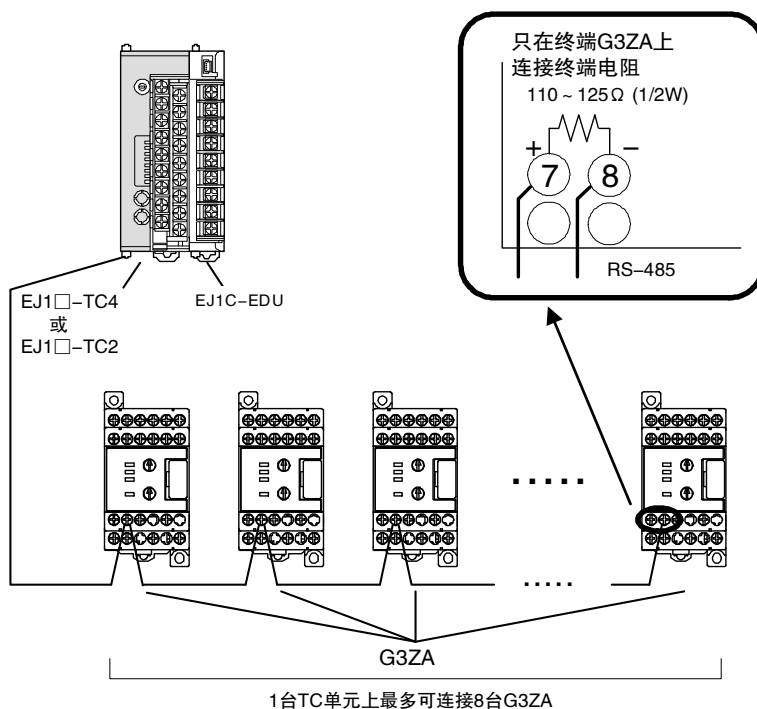 只在终端G3ZA上
连接终端电阻
110 ~ 125Ω (1/2W)
+ −
7 8
RS−485
EJ1□−TC4
或
EJ1□−TC2
EJ1C−EDU
.....
.....
G3ZA
1台TC单元上最多可连接8台G3ZA